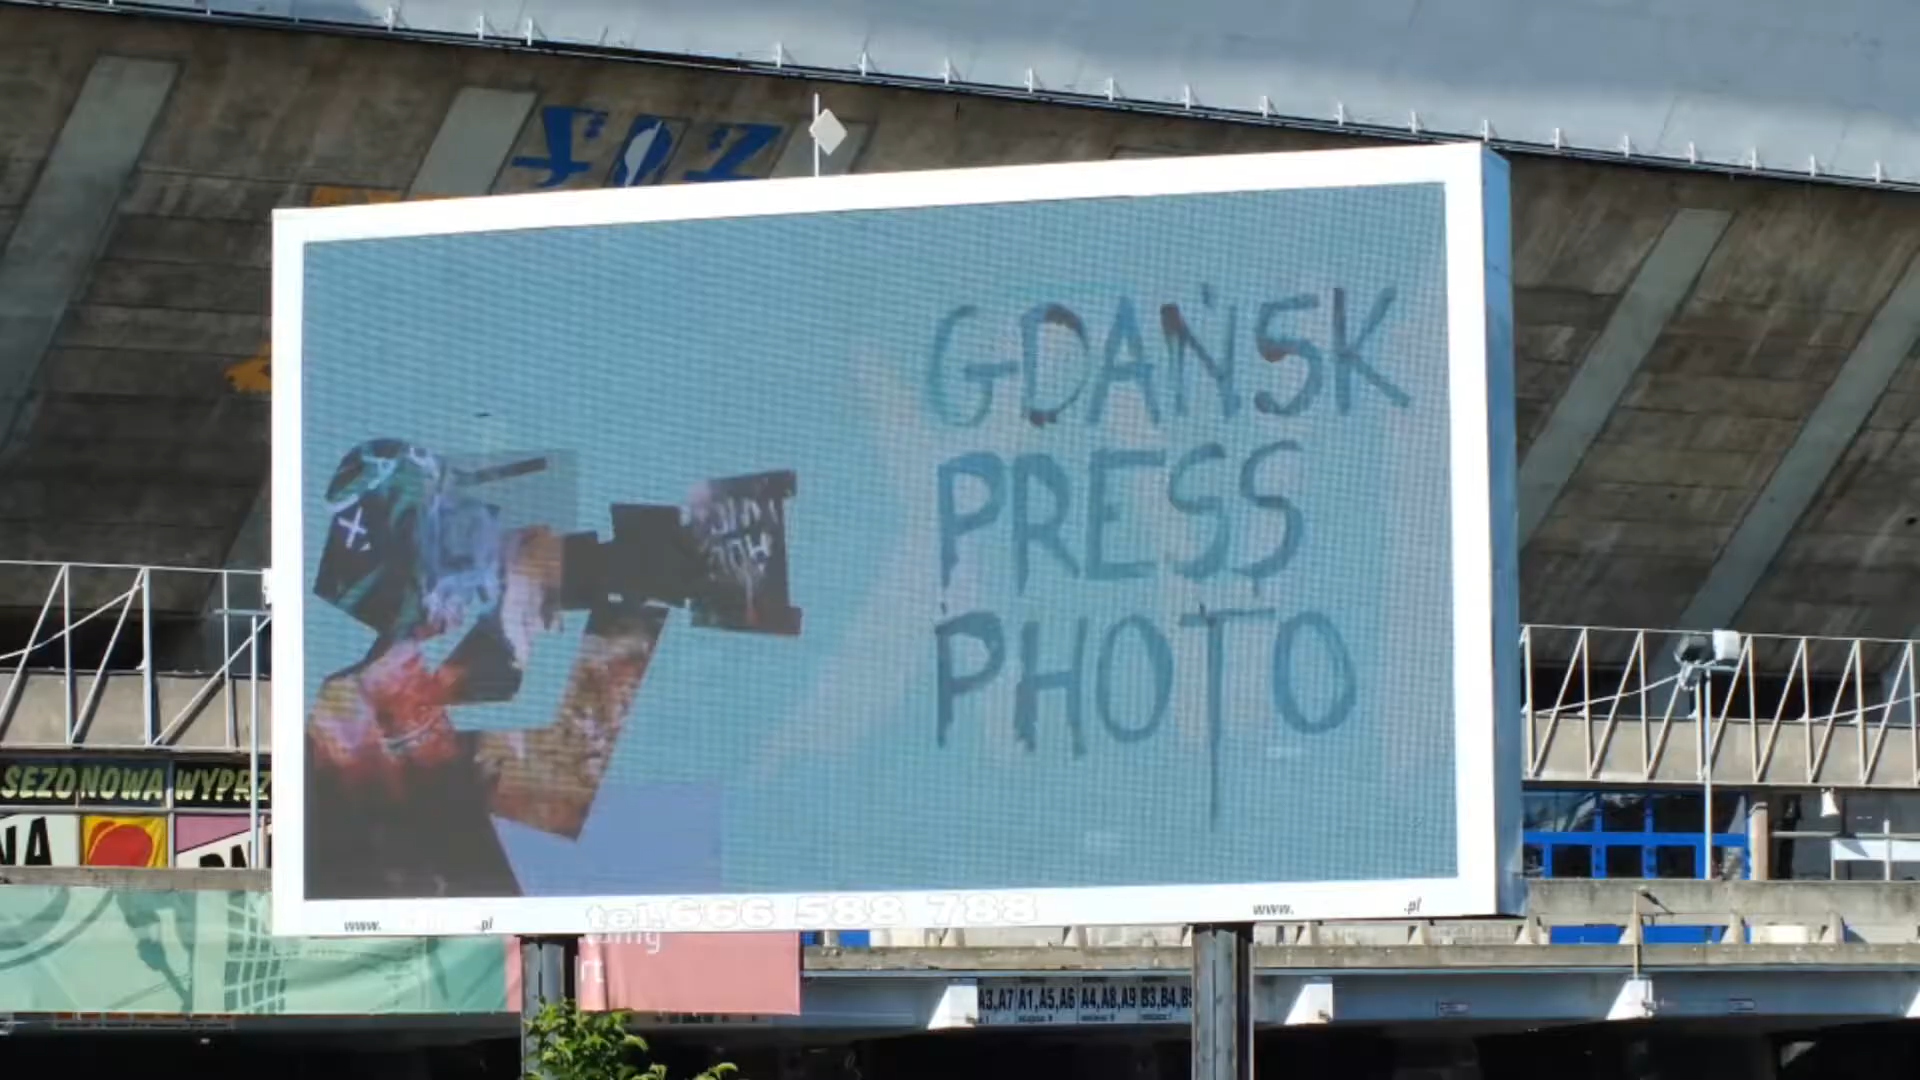 GDAŃSK
PRESS
PHOTO
SEZONOWA WYPRZ
NA
www. .pl
tel. 666 588 788
www. .pl
A3,A7 A1,A5,A6 A4,A8,A9 B3,B4,B